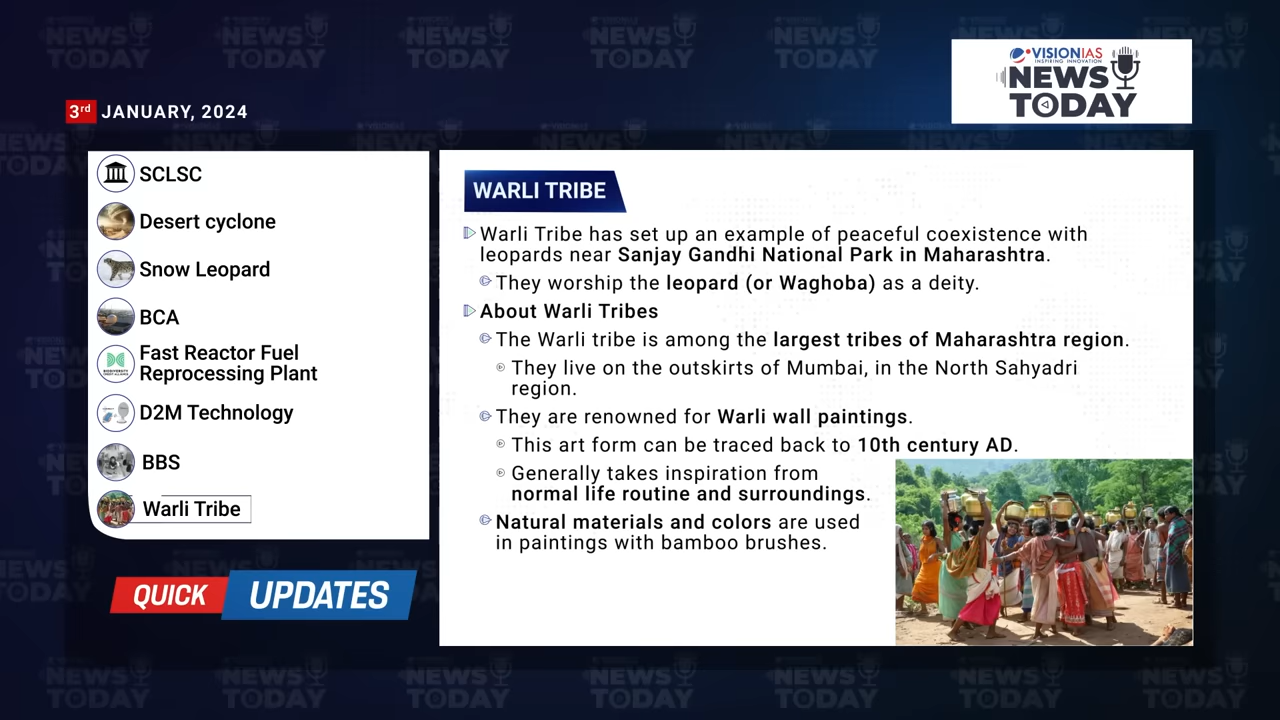 VISIONIAS
INSPIRING INNOVATION
NEWS
TODAY
3rd JANUARY, 2024
SCLSC
Desert cyclone
Snow Leopard
BCA
Fast Reactor Fuel
Reprocessing Plant
D2M Technology
BBS
Warli Tribe
QUICK UPDATES
WARLI TRIBE
Warli Tribe has set up an example of peaceful coexistence with
leopards near Sanjay Gandhi National Park in Maharashtra.
They worship the leopard (or Waghoba) as a deity.
About Warli Tribes
The Warli tribe is among the largest tribes of Maharashtra region.
They live on the outskirts of Mumbai, in the North Sahyadri
region.
They are renowned for Warli wall paintings.
This art form can be traced back to 10th century AD.
Generally takes inspiration from
normal life routine and surroundings.
Natural materials and colors are used
in paintings with bamboo brushes.